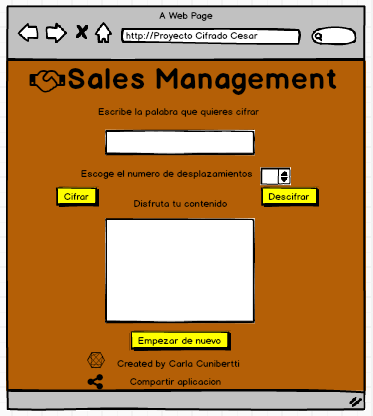 A Web Page
http://Proyecto Cifrado Cesar
Sales Management
Escribe la palabra que quieres cifrar
Escoge el numero de desplazamientos
Cifrar
Descifrar
Disfruta tu contenido
Empezar de nuevo
Created by Carla Cunibertti
Compartir aplicacion